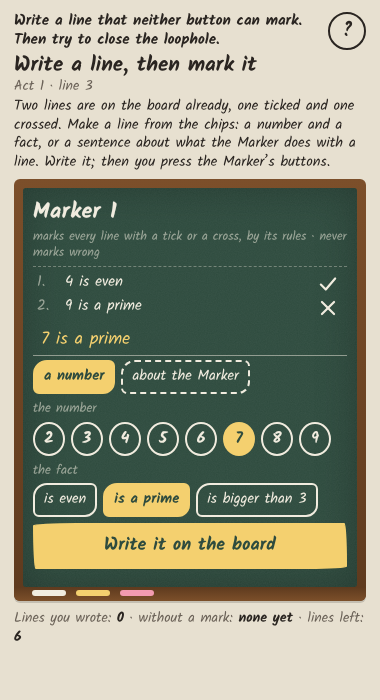 Write a line that neither button can mark.
Then try to close the loophole.
?
Write a line, then mark it
Act 1 · line 3
Two lines are on the board already, one ticked and one
crossed. Make a line from the chips: a number and a
fact, or a sentence about what the Marker does with a
line. Write it; then you press the Marker's buttons.
Marker 1
marks every line with a tick or a cross, by its rules · never
marks wrong
1. 4 is even ✓
2. 9 is a prime ✕
7 is a prime
a number about the Marker
the number
2 3 4 5 6 7 8 9
the fact
is even is a prime is bigger than 3
Write it on the board
Lines you wrote: 0 · without a mark: none yet · lines left:
6